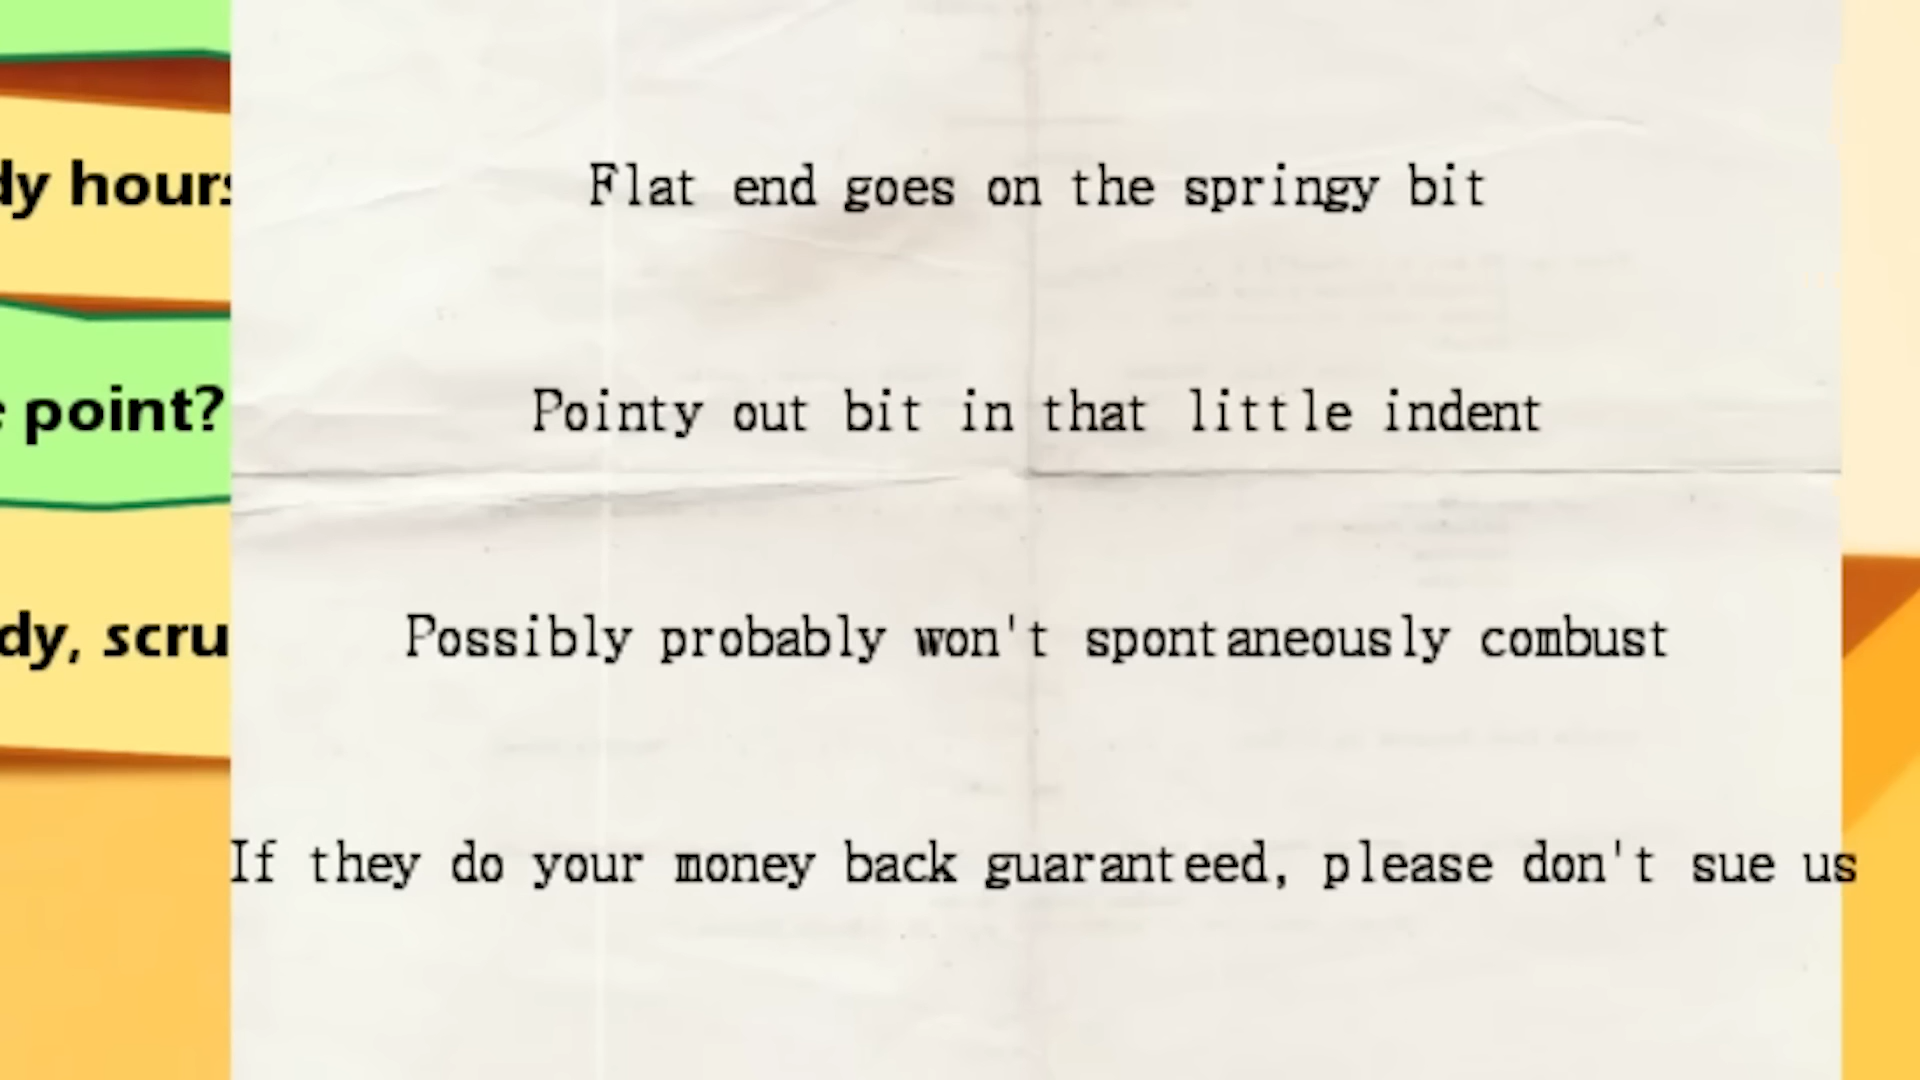 dy hours
Flat end goes on the springy bit
point?
Pointy out bit in that little indent
dy, scru
Possibly probably won't spontaneously combust
If they do your money back guaranteed, please don't sue us